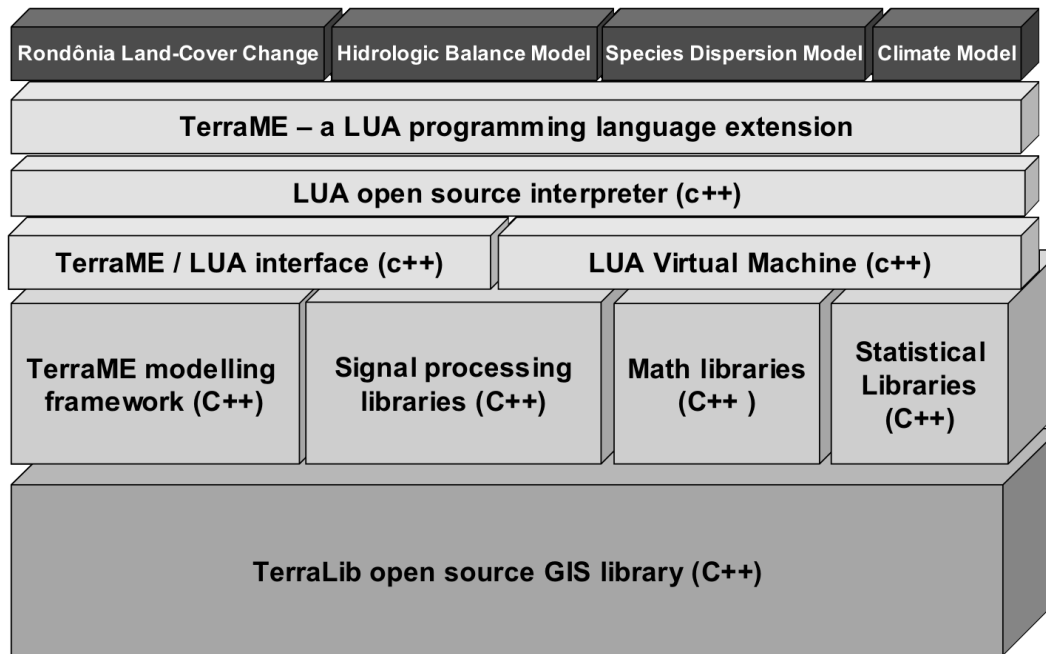 Rondônia Land-Cover Change Hidrologic Balance Model Species Dispersion Model Climate Model
TerraME – a LUA programming language extension
LUA open source interpreter (c++)
TerraME / LUA interface (c++) LUA Virtual Machine (c++)
TerraME modelling
framework (C++)
Signal processing
libraries (C++)
Math libraries
(C++ )
Statistical
Libraries
(C++)
TerraLib open source GIS library (C++)